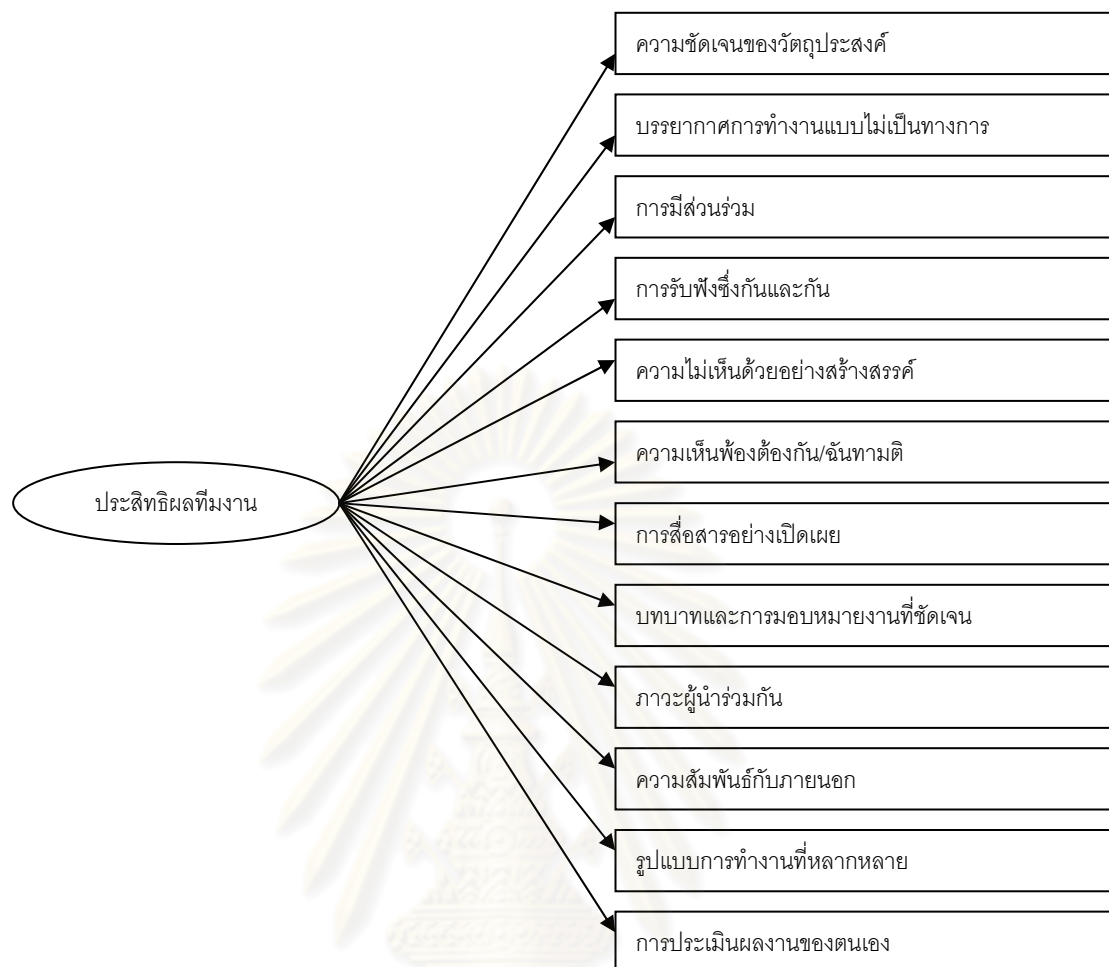 ความชัดเจนของวัตถุประสงค์
บรรยากาศการทำงานแบบไม่เป็นทางการ
การมีส่วนร่วม
การรับฟังซึ่งกันและกัน
ความไม่เห็นด้วยอย่างสร้างสรรค์
ความเห็นพ้องต้องกัน/ฉันทามติ
ประสิทธิผลทีมงาน
การสื่อสารอย่างเปิดเผย
บทบาทและการมอบหมายงานที่ชัดเจน
ภาวะผู้นำร่วมกัน
ความสัมพันธ์กับภายนอก
รูปแบบการทำงานที่หลากหลาย
การประเมินผลงานของตนเอง